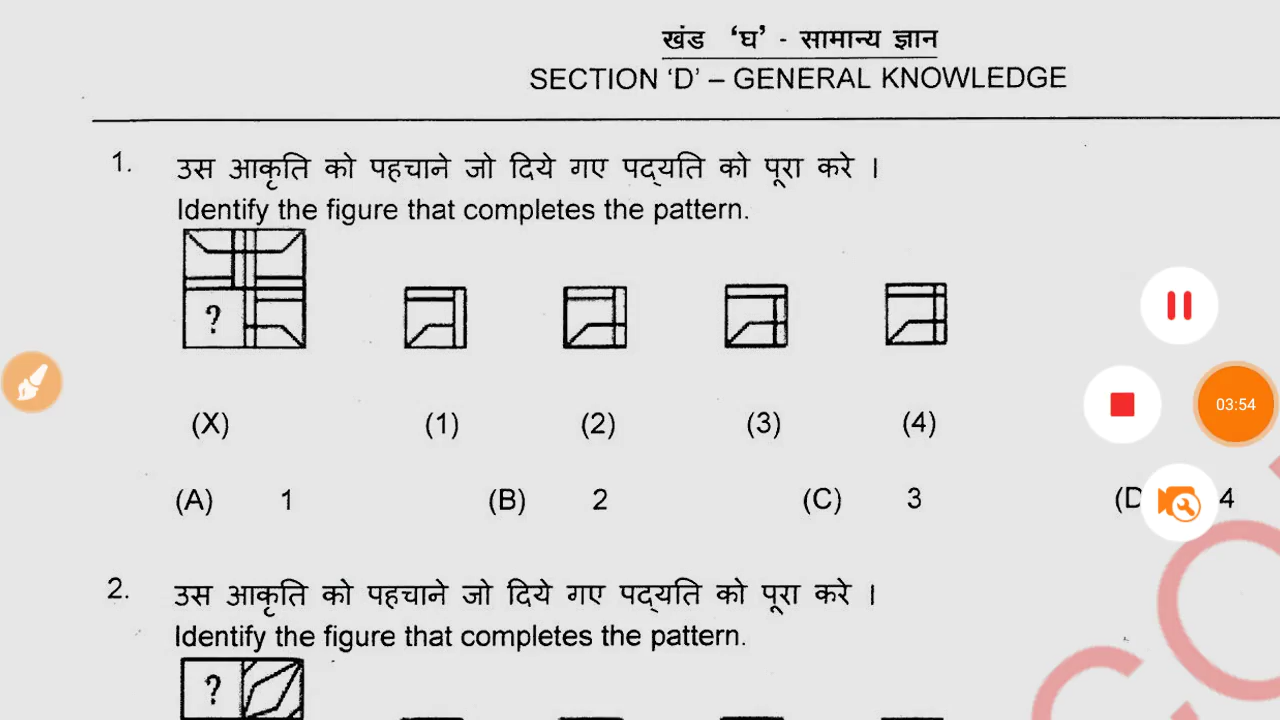 खंड 'घ' - सामान्य ज्ञान
SECTION 'D' – GENERAL KNOWLEDGE
1. उस आकृति को पहचाने जो दिये गए पद्यति को पूरा करे ।
Identify the figure that completes the pattern.
?
(X) (1) (2) (3) (4)
(A) 1 (B) 2 (C) 3 (D 4
03:54
2. उस आकृति को पहचाने जो दिये गए पद्यति को पूरा करे ।
Identify the figure that completes the pattern.
?